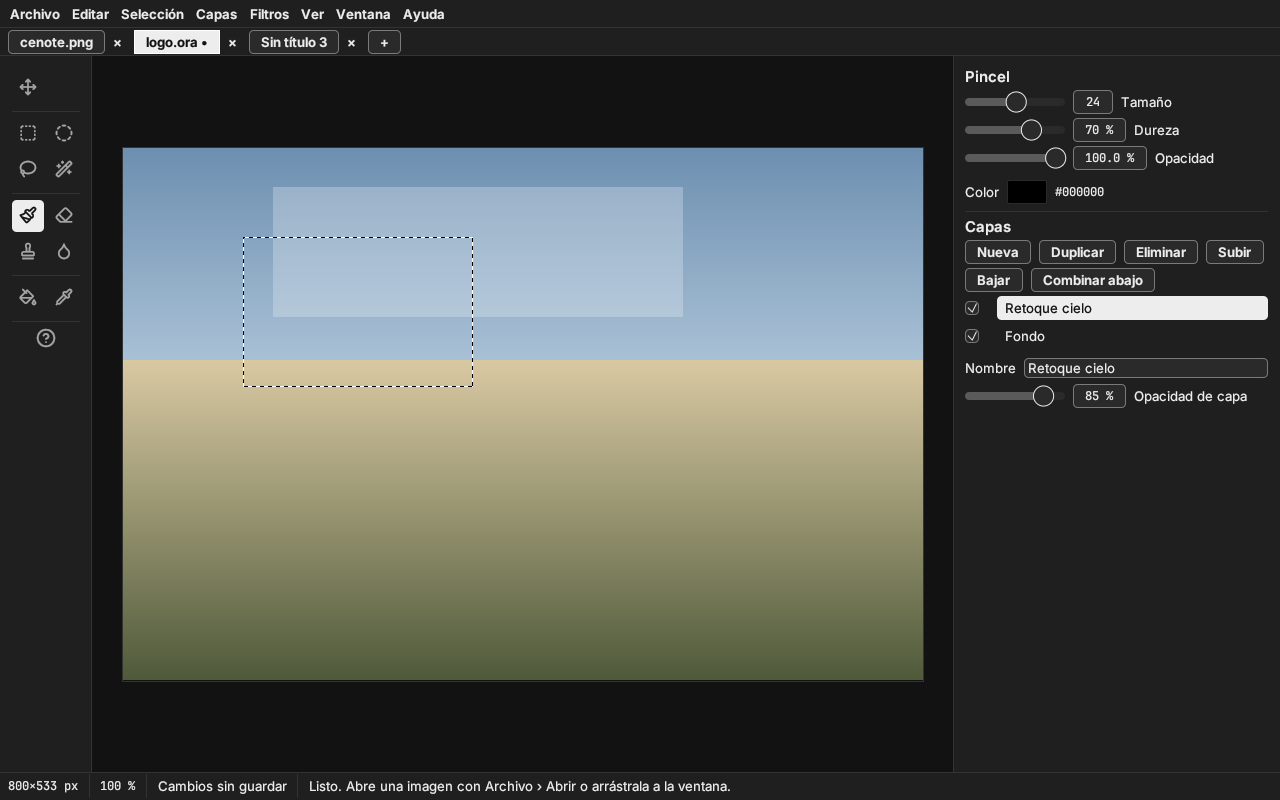 Archivo Editar Selección Capas Filtros Ver Ventana Ayuda
cenote.png × logo.ora • × Sin título 3 × +
Pincel
24 Tamaño
70 % Dureza
100.0 % Opacidad
Color #000000
Capas
Nueva Duplicar Eliminar Subir
Bajar Combinar abajo
Retoque cielo
Fondo
Nombre Retoque cielo
85 % Opacidad de capa
800×533 px 100 % Cambios sin guardar Listo. Abre una imagen con Archivo › Abrir o arrástrala a la ventana.